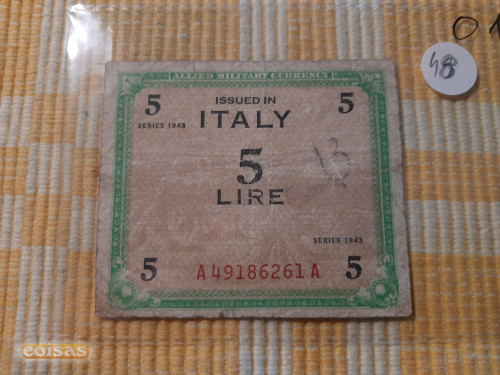 ALLIED MILITARY CURRENCY
5 ISSUED IN 5
SERIES 1943 ITALY
5
13
LIRE
SERIES 1943
5 A49186261A 5
48
coisas